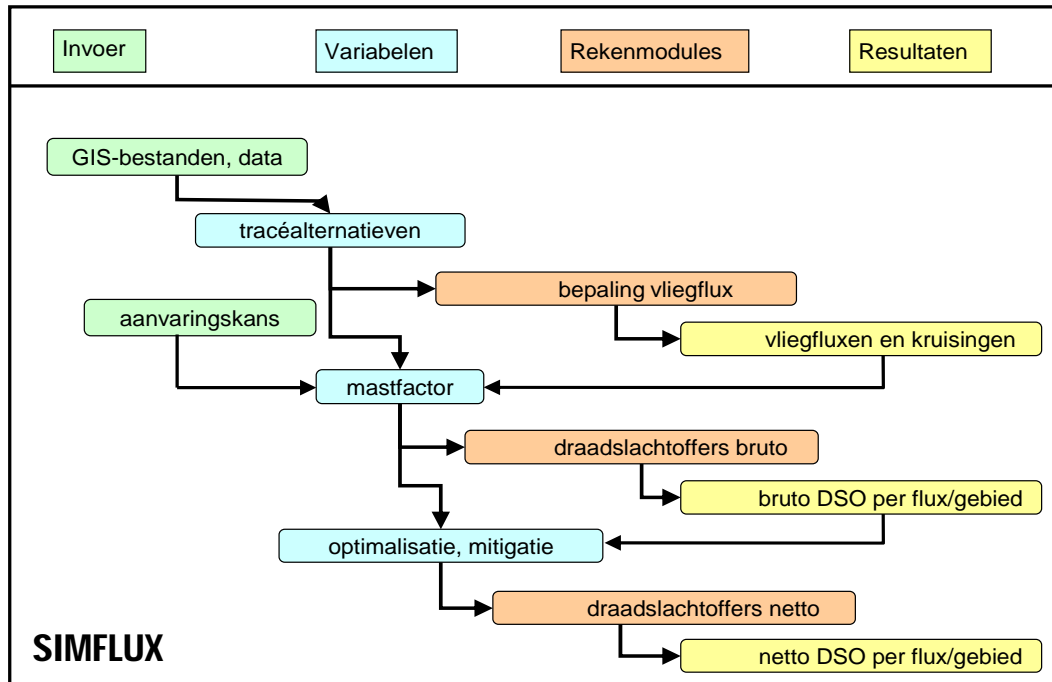 Invoer
Variabelen
Rekenmodules
Resultaten
GIS-bestanden, data
tracéalternatieven
bepaling vliegflux
aanvaringskans
vliegfluxen en kruisingen
mastfactor
draadslachtoffers bruto
bruto DSO per flux/gebied
optimalisatie, mitigatie
draadslachtoffers netto
SIMFLUX
netto DSO per flux/gebied